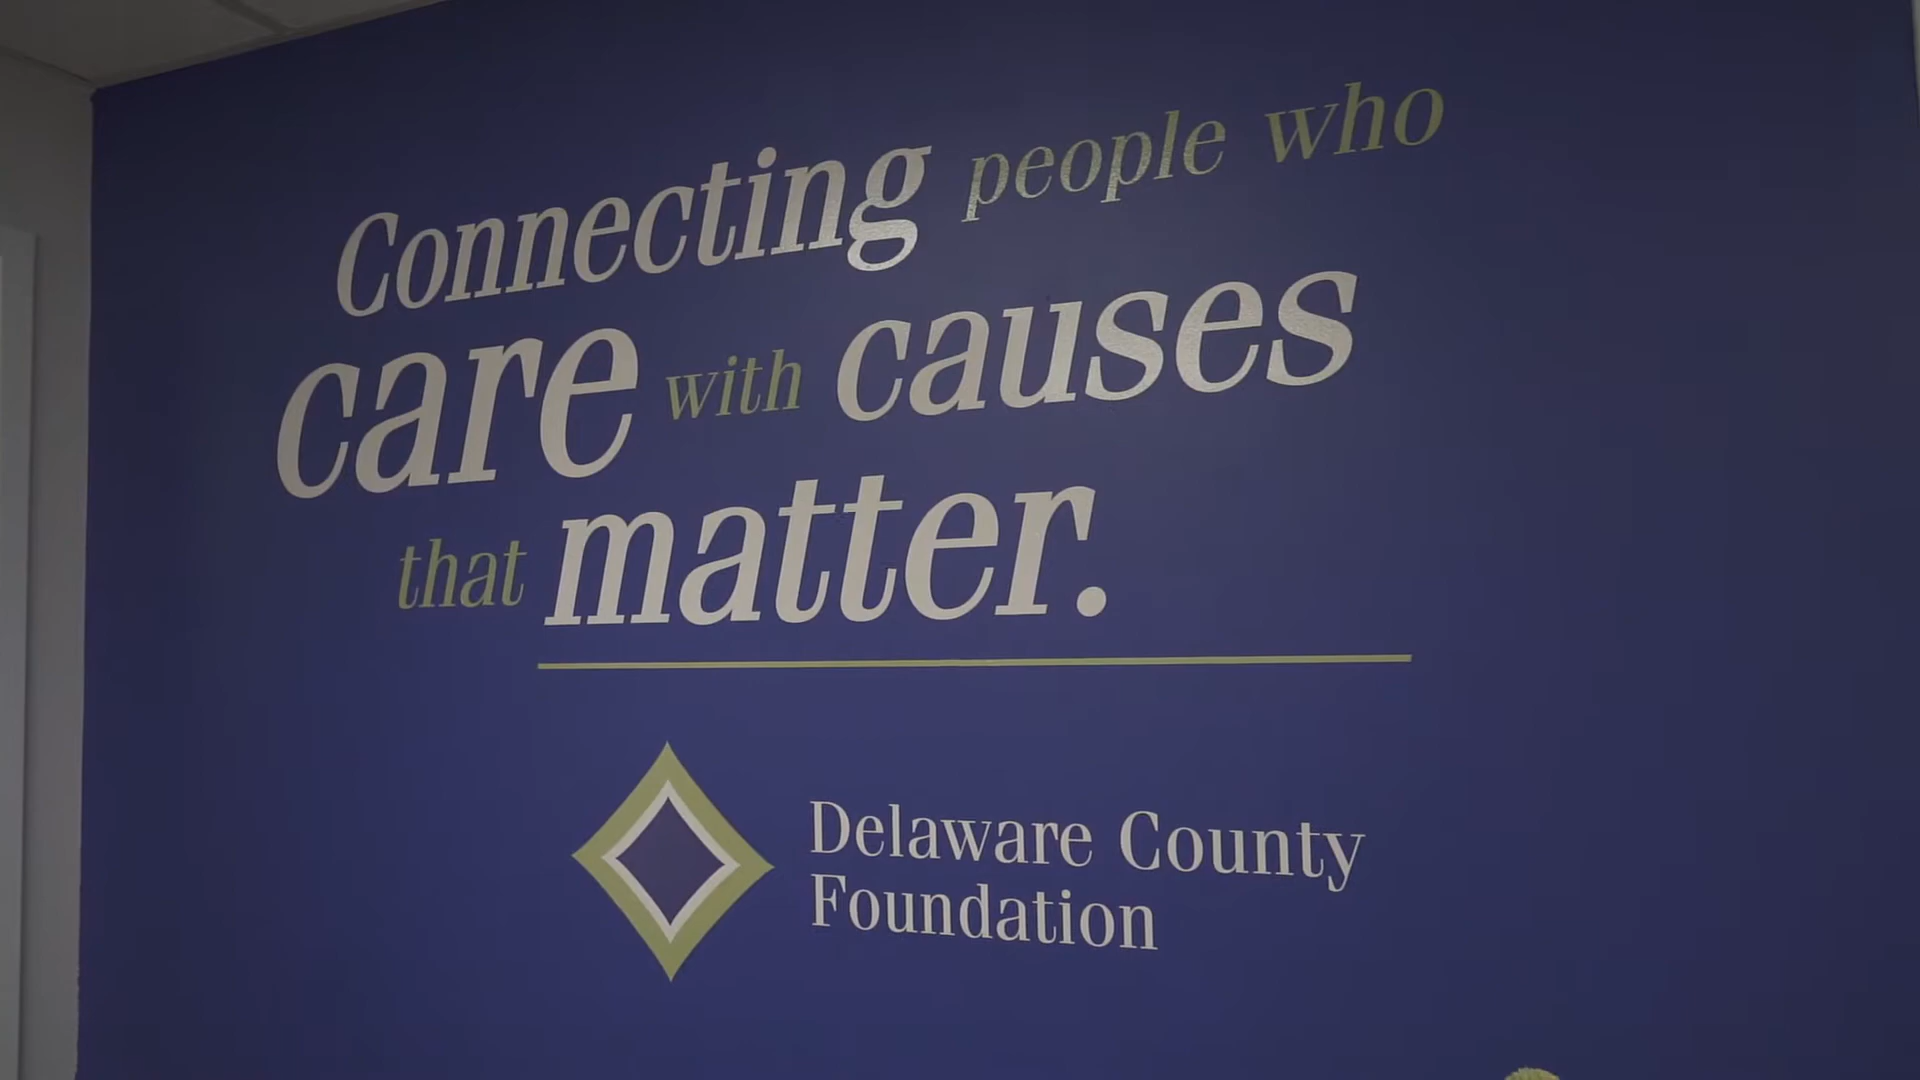 Connecting people who
care with causes
that matter.
Delaware County
Foundation